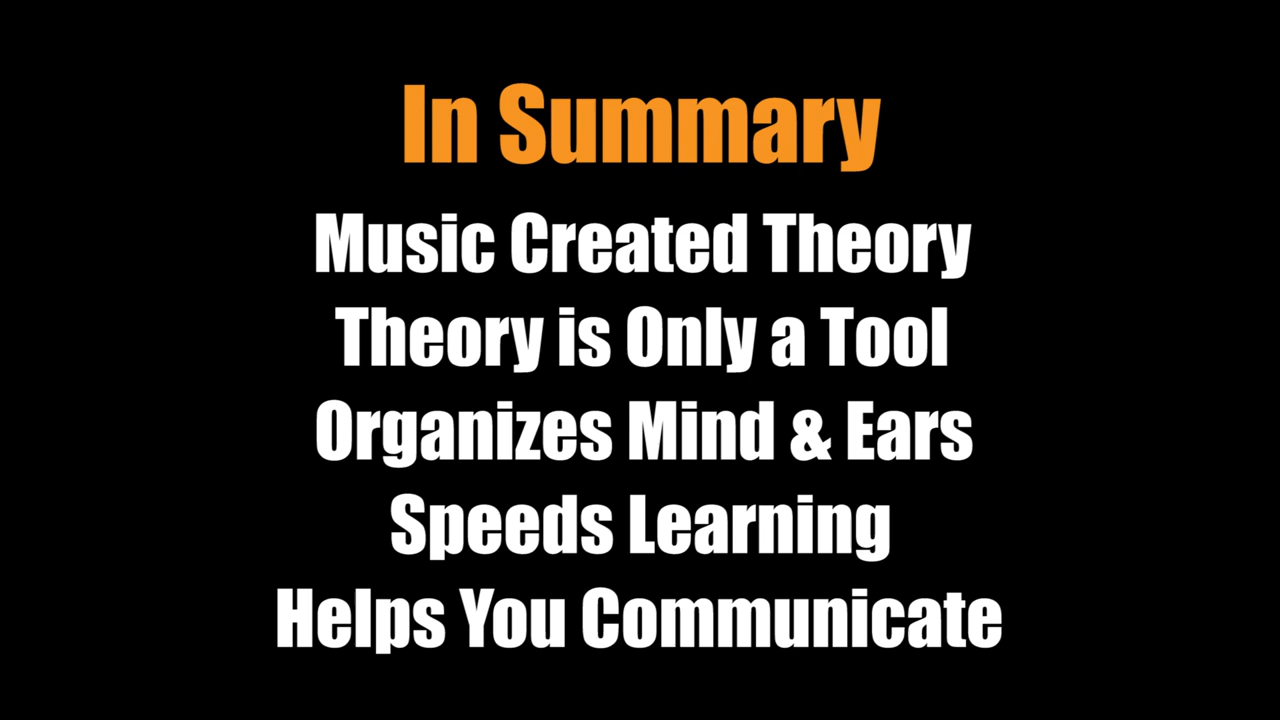 In Summary
Music Created Theory
Theory is Only a Tool
Organizes Mind & Ears
Speeds Learning
Helps You Communicate